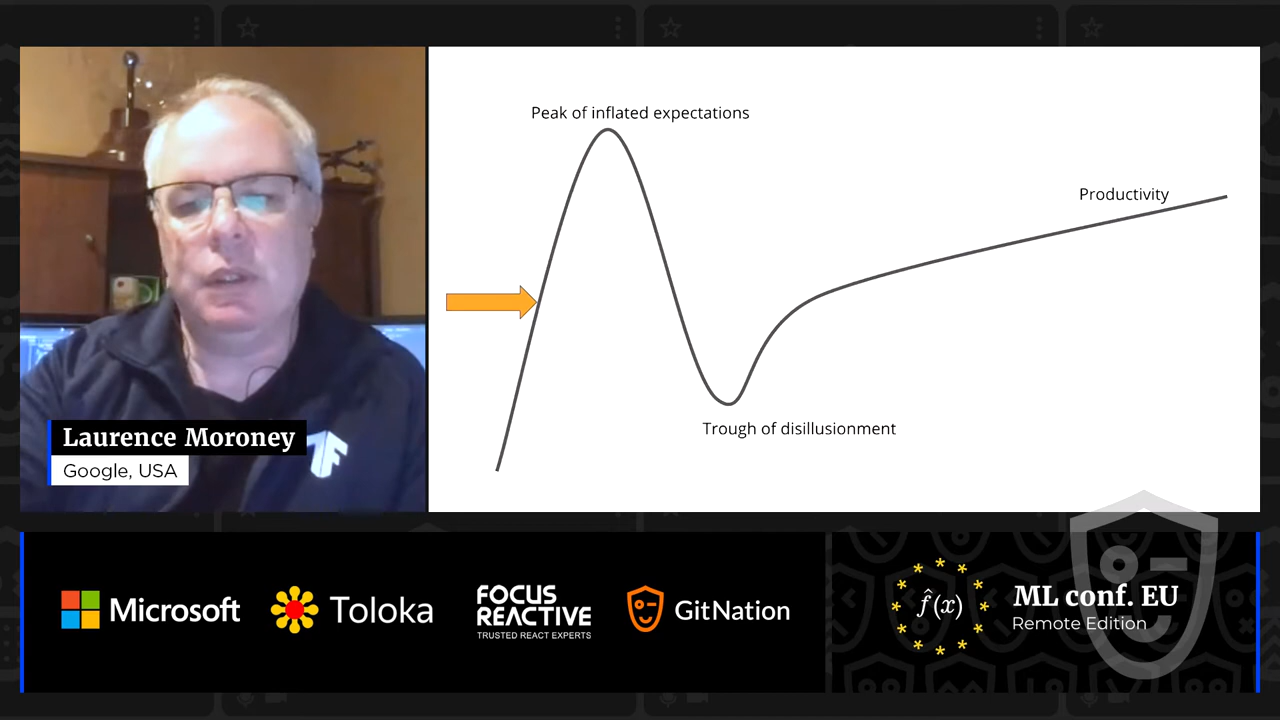 Peak of inflated expectations
Productivity
Trough of disillusionment
Laurence Moroney
Google, USA
TF
Microsoft
Toloka
FOCUS
REACTIVE
TRUSTED REACT EXPERTS
GitNation
f̂(x)
ML conf. EU
Remote Edition